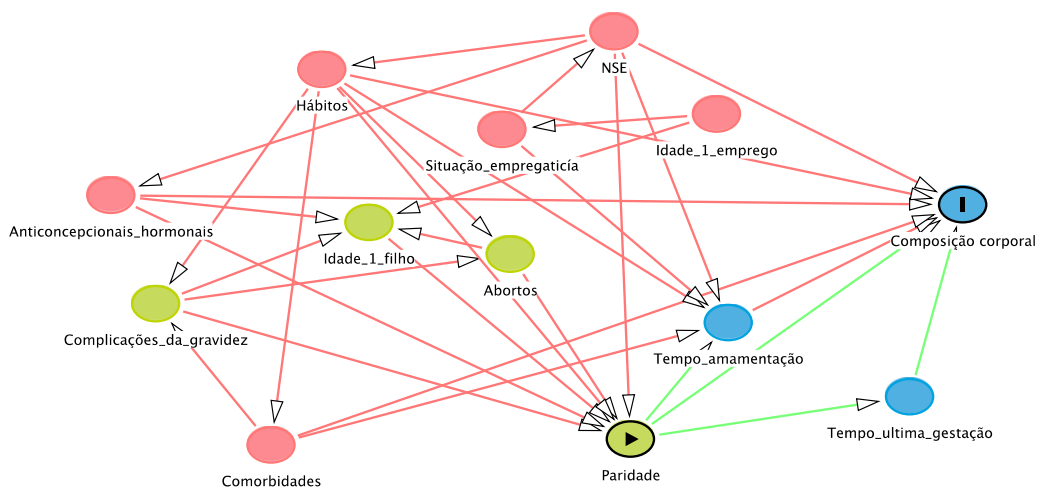 NSE
Hábitos
Idade_1_emprego
Situação_empregatícia
Anticoncepcionais_hormonais
Composição corporal
Idade_1_filho
Abortos
Complicações_da_gravidez
Tempo_amamentação
Tempo_ultima_gestação
Paridade
Comorbidades